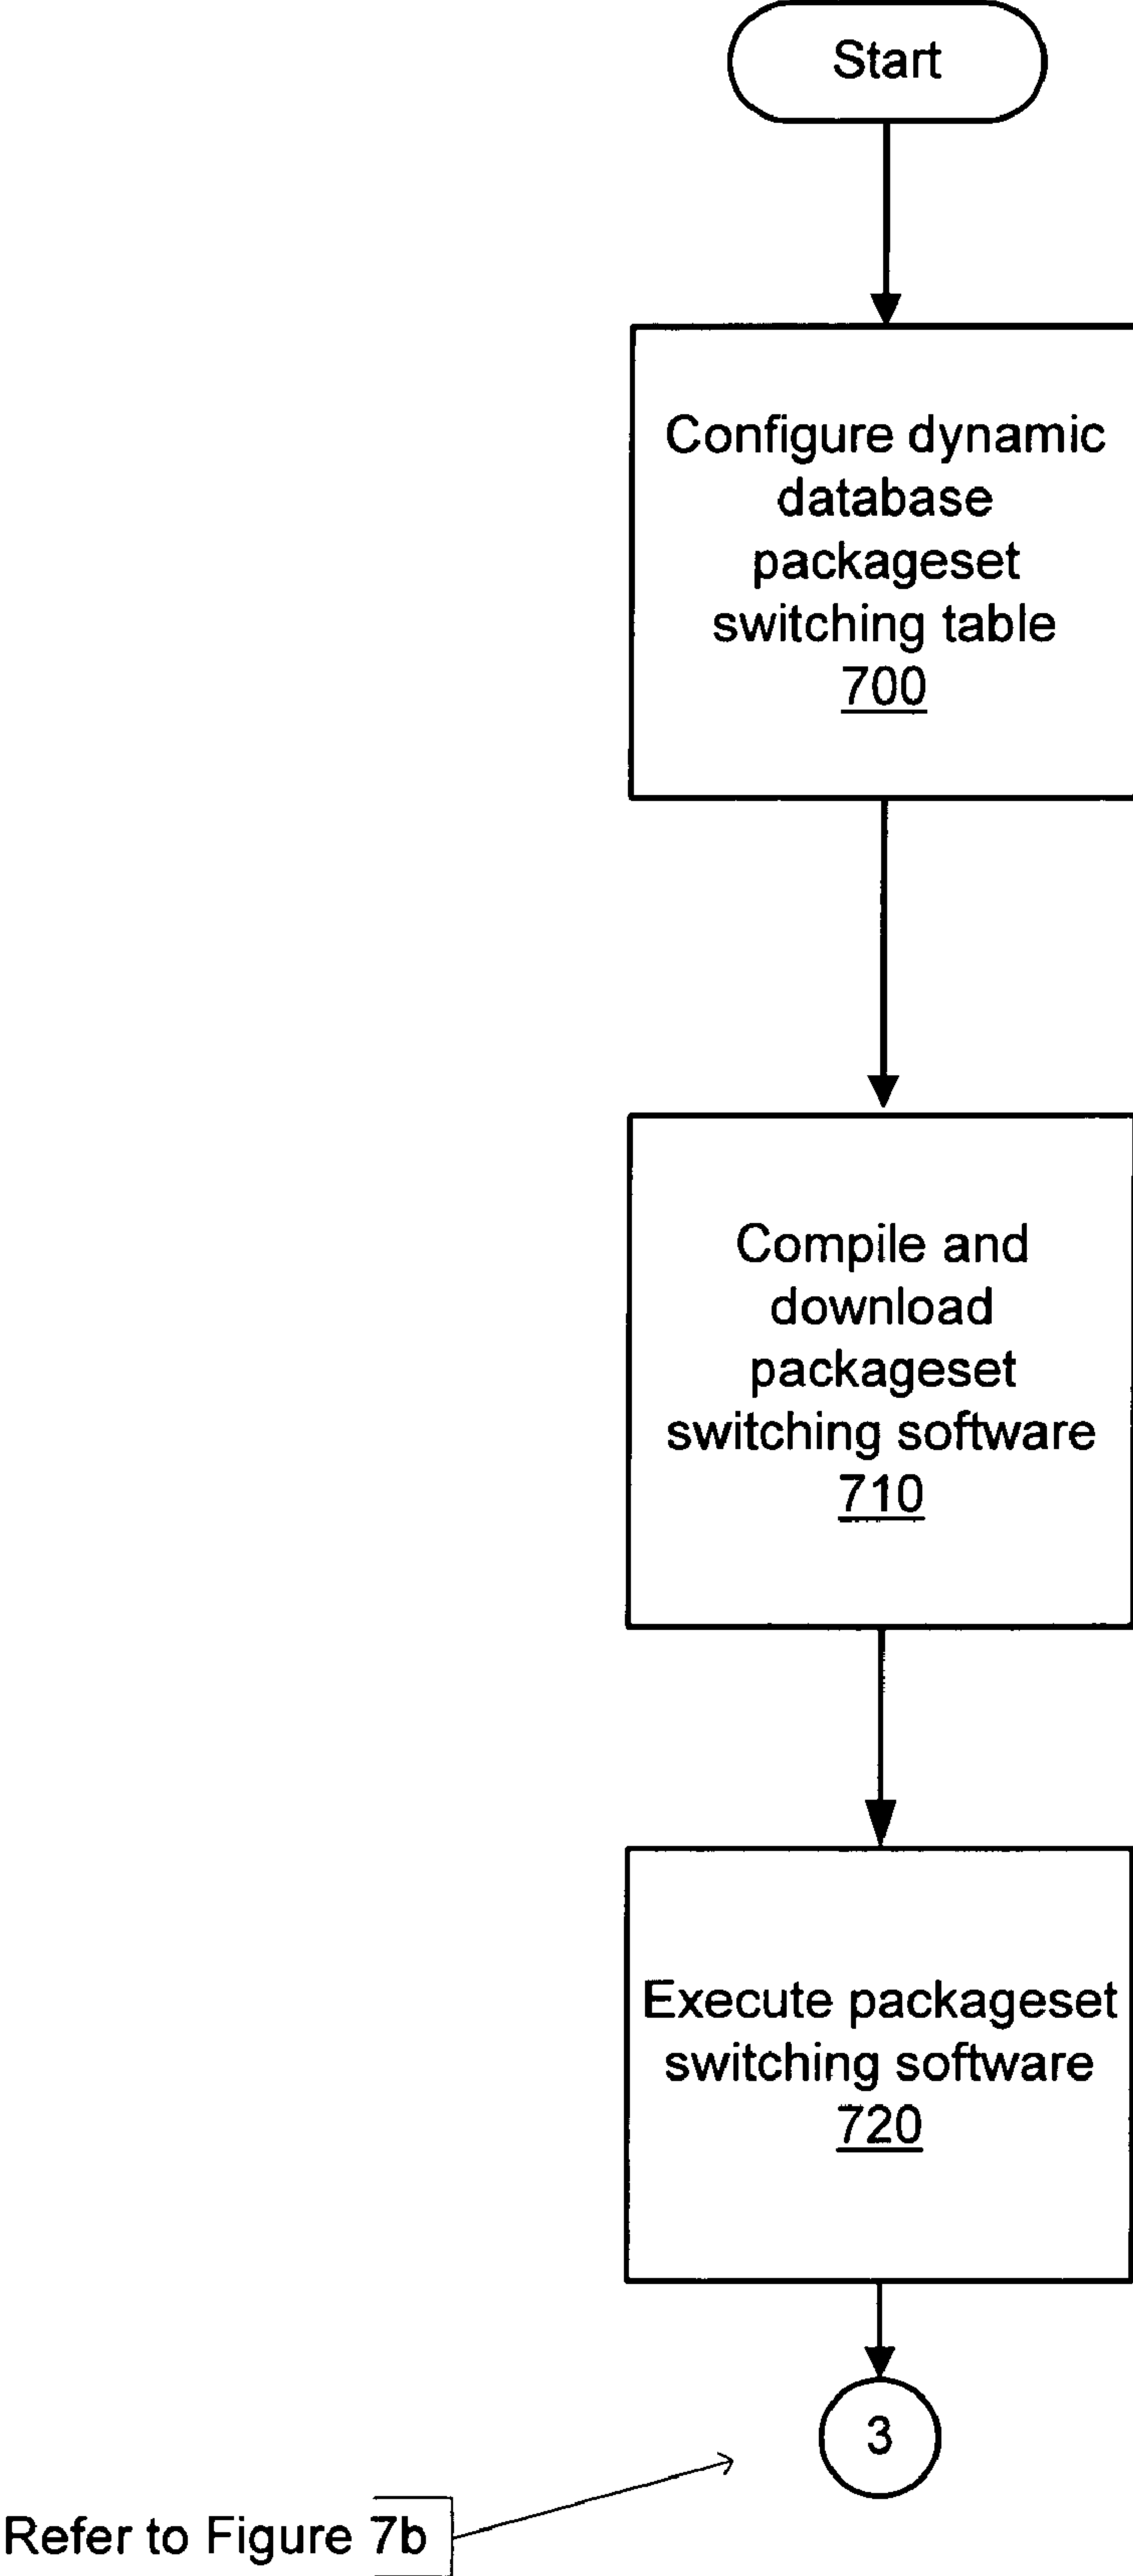 Start
Configure dynamic
database
packageset
switching table
700
Compile and
download
packageset
switching software
710
Execute packageset
switching software
720
3
Refer to Figure 7b